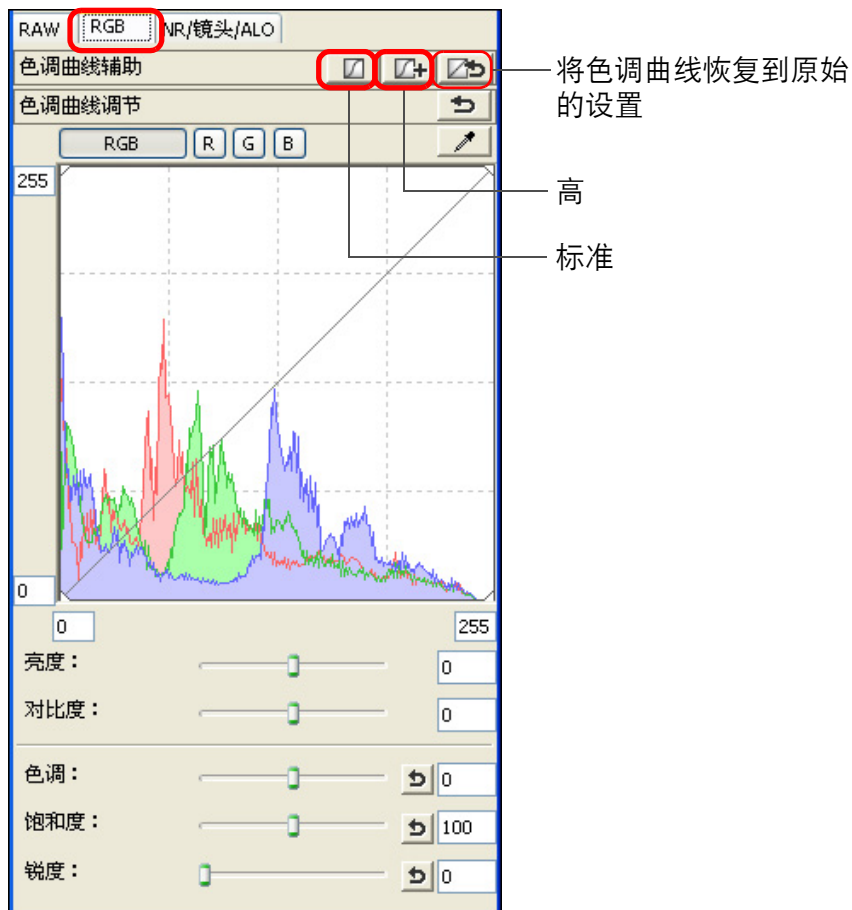 RAW RGB NR/镜头/ALO
色调曲线辅助
将色调曲线恢复到原始
的设置
色调曲线调节
RGB R G B
255
高
标准
0
0 255
亮度： 0
对比度： 0
色调： 0
饱和度： 100
锐度： 0